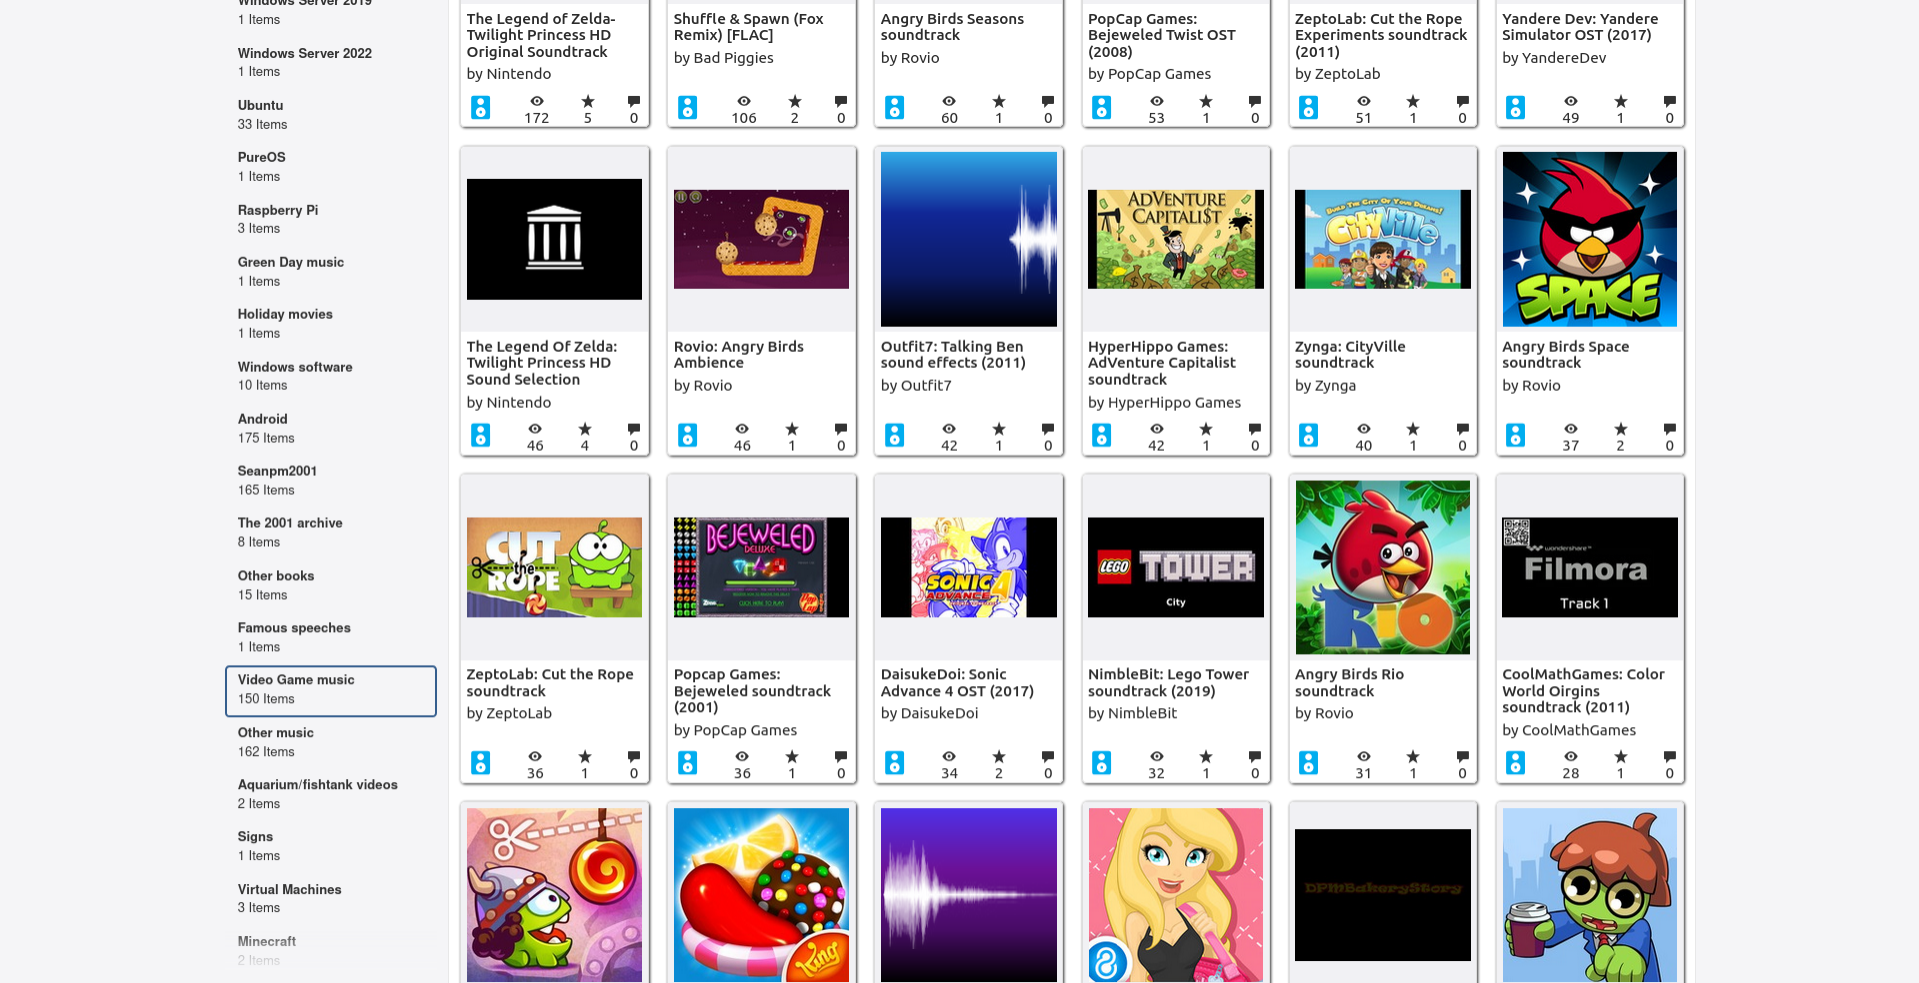 Windows Server 2019
1 Items
Windows Server 2022
1 Items
Ubuntu
33 Items
PureOS
1 Items
Raspberry Pi
3 Items
Green Day music
1 Items
Holiday movies
1 Items
Windows software
10 Items
Android
175 Items
Seanpm2001
165 Items
The 2001 archive
8 Items
Other books
15 Items
Famous speeches
1 Items
Video Game music
150 Items
Other music
162 Items
Aquarium/fishtank videos
2 Items
Signs
1 Items
Virtual Machines
3 Items
Minecraft
2 Items
The Legend of Zelda-
Twilight Princess HD
Original Soundtrack
by Nintendo
172 5 0
Shuffle & Spawn (Fox
Remix) [FLAC]
by Bad Piggies
106 2 0
Angry Birds Seasons
soundtrack
by Rovio
60 1 0
PopCap Games:
Bejeweled Twist OST
(2008)
by PopCap Games
53 1 0
ZeptoLab: Cut the Rope
Experiments soundtrack
(2011)
by ZeptoLab
51 1 0
Yandere Dev: Yandere
Simulator OST (2017)
by YandereDev
49 1 0
The Legend Of Zelda:
Twilight Princess HD
Sound Selection
by Nintendo
46 4 0
Rovio: Angry Birds
Ambience
by Rovio
46 1 0
Outfit7: Talking Ben
sound effects (2011)
by Outfit7
42 1 0
ADVENTURE
CAPITALI$T
HyperHippo Games:
AdVenture Capitalist
soundtrack
by HyperHippo Games
42 1 0
BUILD THE CITY OF YOUR DREAMS!
CityVille
Zynga: CityVille
soundtrack
by Zynga
40 1 0
SPACE
Angry Birds Space
soundtrack
by Rovio
37 2 0
CUT
the
ROPE
ZeptoLab: Cut the Rope
soundtrack
by ZeptoLab
36 1 0
BEJEWELED
DELUXE
CLICK HERE TO PLAY!
Popcap Games:
Bejeweled soundtrack
(2001)
by PopCap Games
36 1 0
SONIC
ADVANCE 4
DaisukeDoi: Sonic
Advance 4 OST (2017)
by DaisukeDoi
34 2 0
LEGO TOWER
City
NimbleBit: Lego Tower
soundtrack (2019)
by NimbleBit
32 1 0
RIO
Angry Birds Rio
soundtrack
by Rovio
31 1 0
wondershare™
Filmora
Track 1
CoolMathGames: Color
World Oirgins
soundtrack (2011)
by CoolMathGames
28 1 0
King
DPMBakeryStory